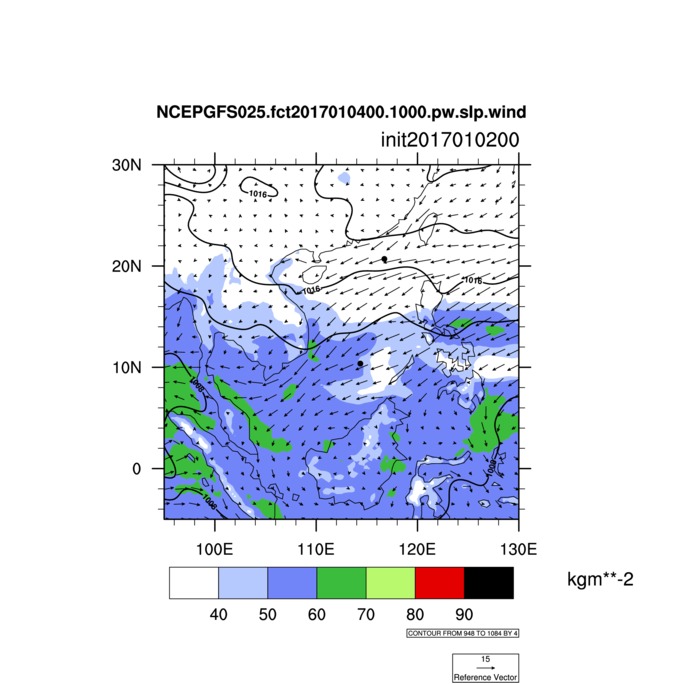 NCEPGFS025.fct2017010400.1000.pw.slp.wind
init2017010200
30N
20N
10N
0
1016
1016
1016
1008
1008
1008
100E 110E 120E 130E
kgm**-2
40 50 60 70 80 90
CONTOUR FROM 948 TO 1084 BY 4
15
Reference Vector